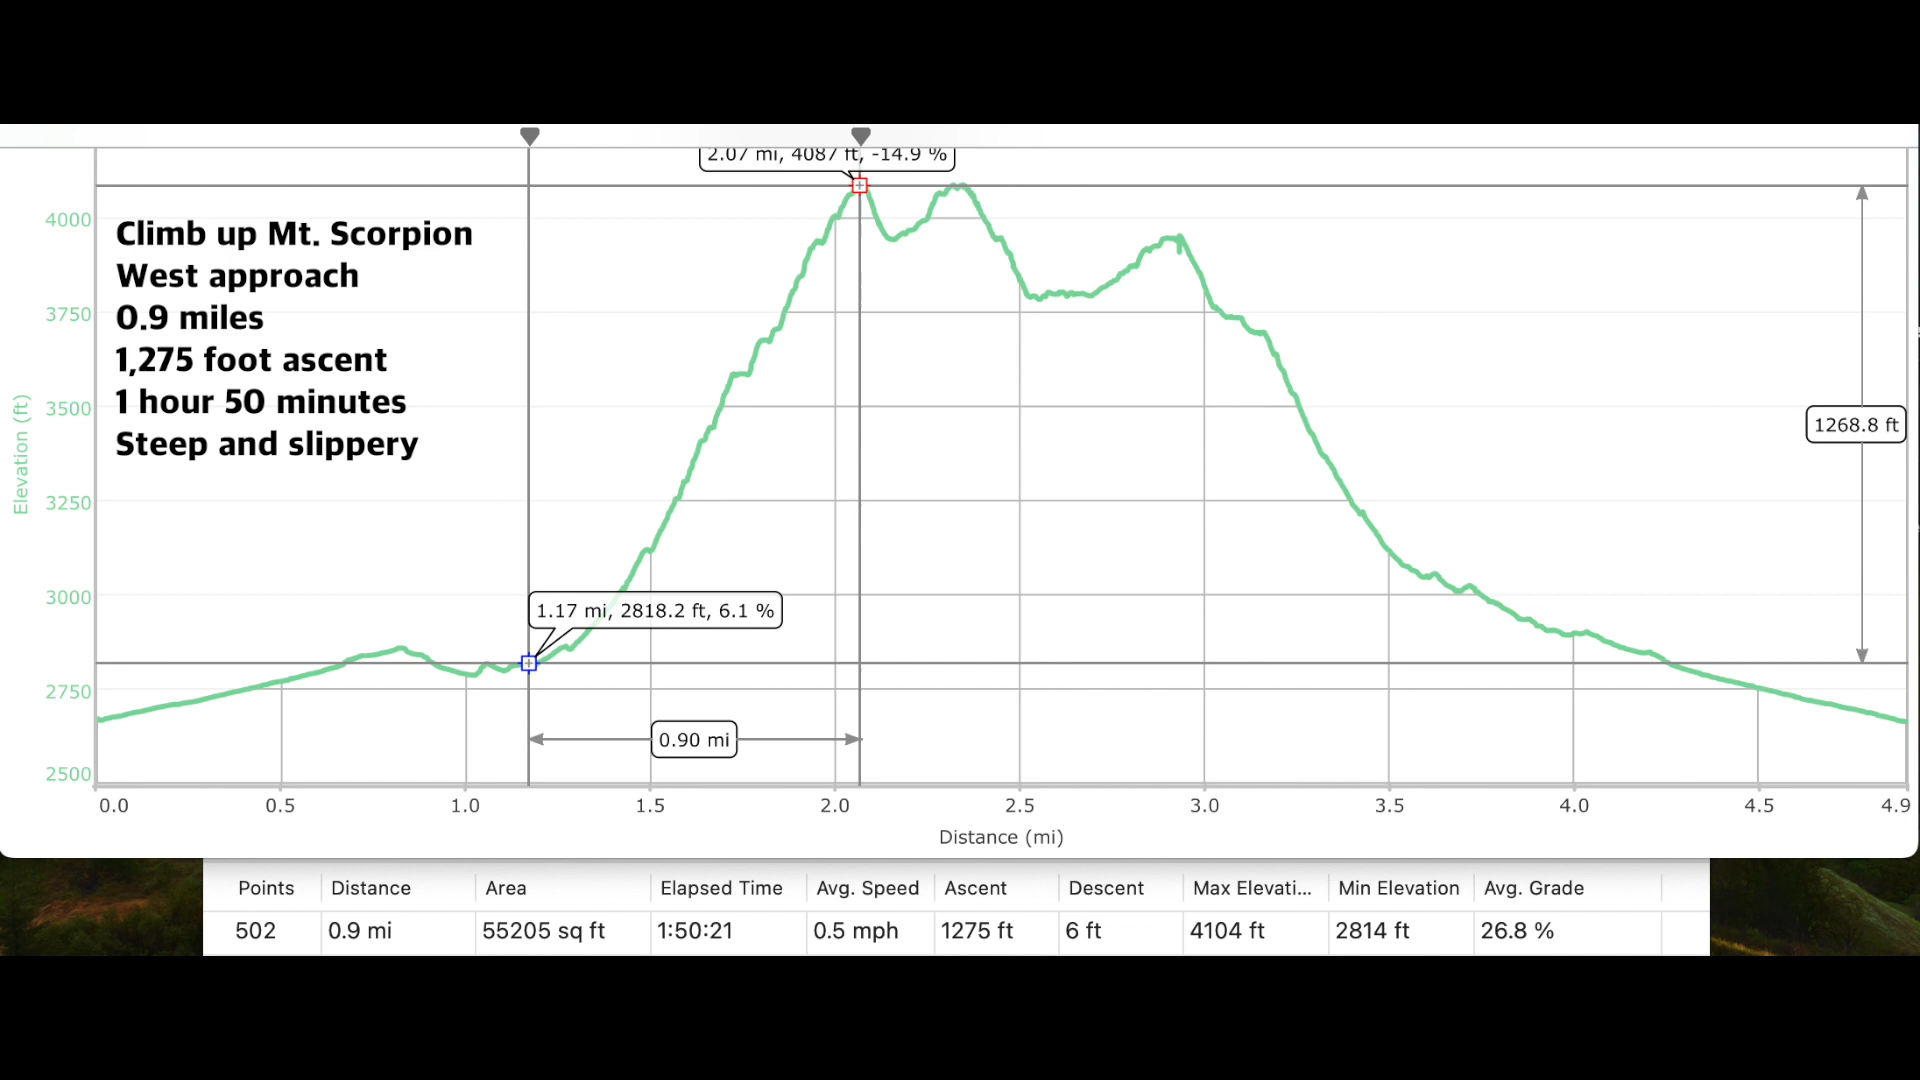 2.07 mi, 4087 ft, -14.9 %
4000
Climb up Mt. Scorpion
West approach
0.9 miles
3750
1,275 foot ascent
1 hour 50 minutes
3500
1268.8 ft
Steep and slippery
Elevation (ft)
3250
3000
1.17 mi, 2818.2 ft, 6.1 %
2750
0.90 mi
2500
0.0 0.5 1.0 1.5 2.0 2.5 3.0 3.5 4.0 4.5 4.9
Distance (mi)
Points Distance Area Elapsed Time Avg. Speed Ascent Descent Max Elevati... Min Elevation Avg. Grade
502 0.9 mi 55205 sq ft 1:50:21 0.5 mph 1275 ft 6 ft 4104 ft 2814 ft 26.8 %